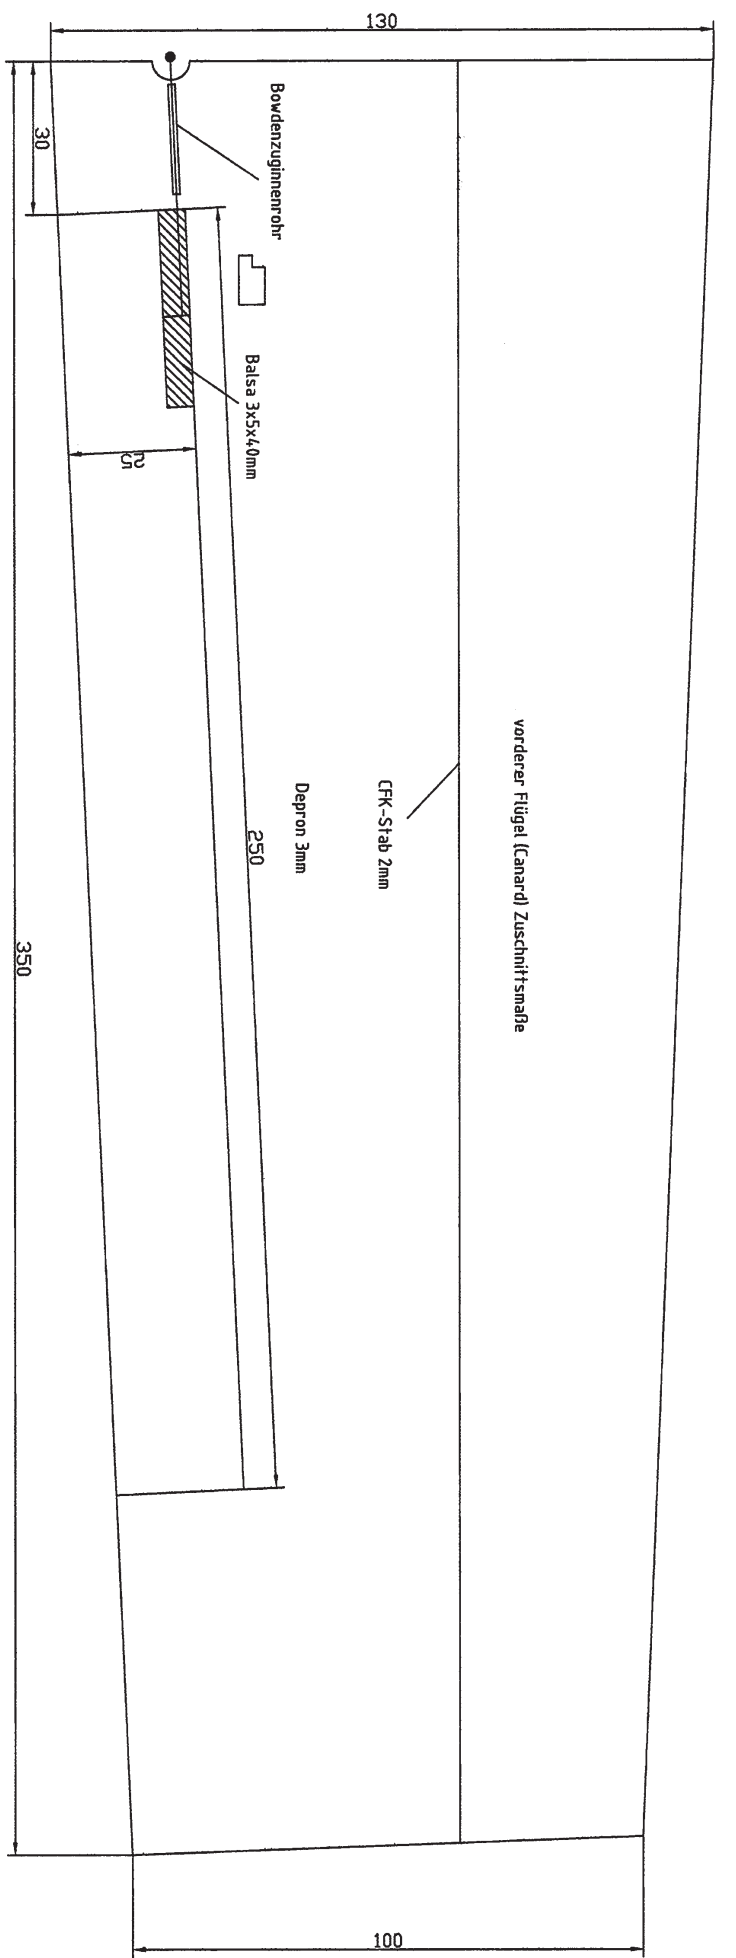 130
30
Bowdenzuginnenrohr
Balsa 3x5x40mm
25
vorderer Flügel (Canard) Zuschnittsmaße
CFK-Stab 2mm
Depron 3mm
250
350
100